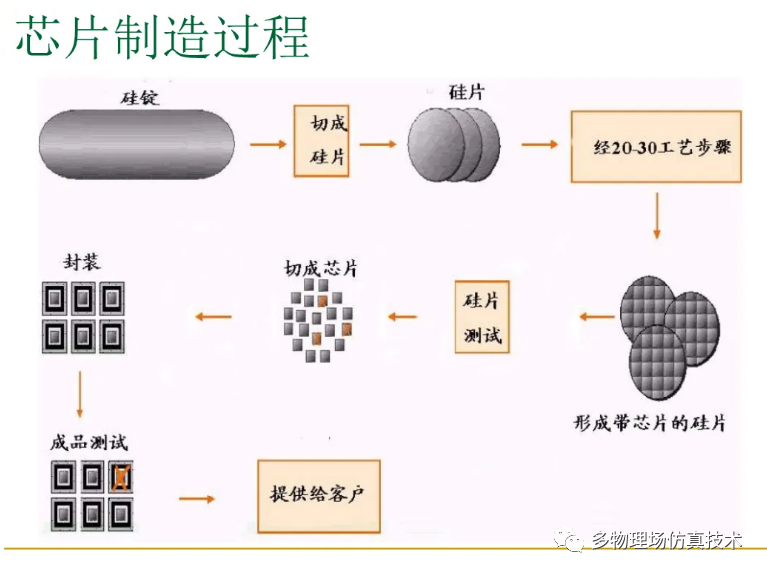 芯片制造过程
硅锭
切成
硅片
硅片
经20-30工艺步骤
形成带芯片的硅片
硅片
测试
切成芯片
封装
成品测试
提供给客户
多物理场仿真技术